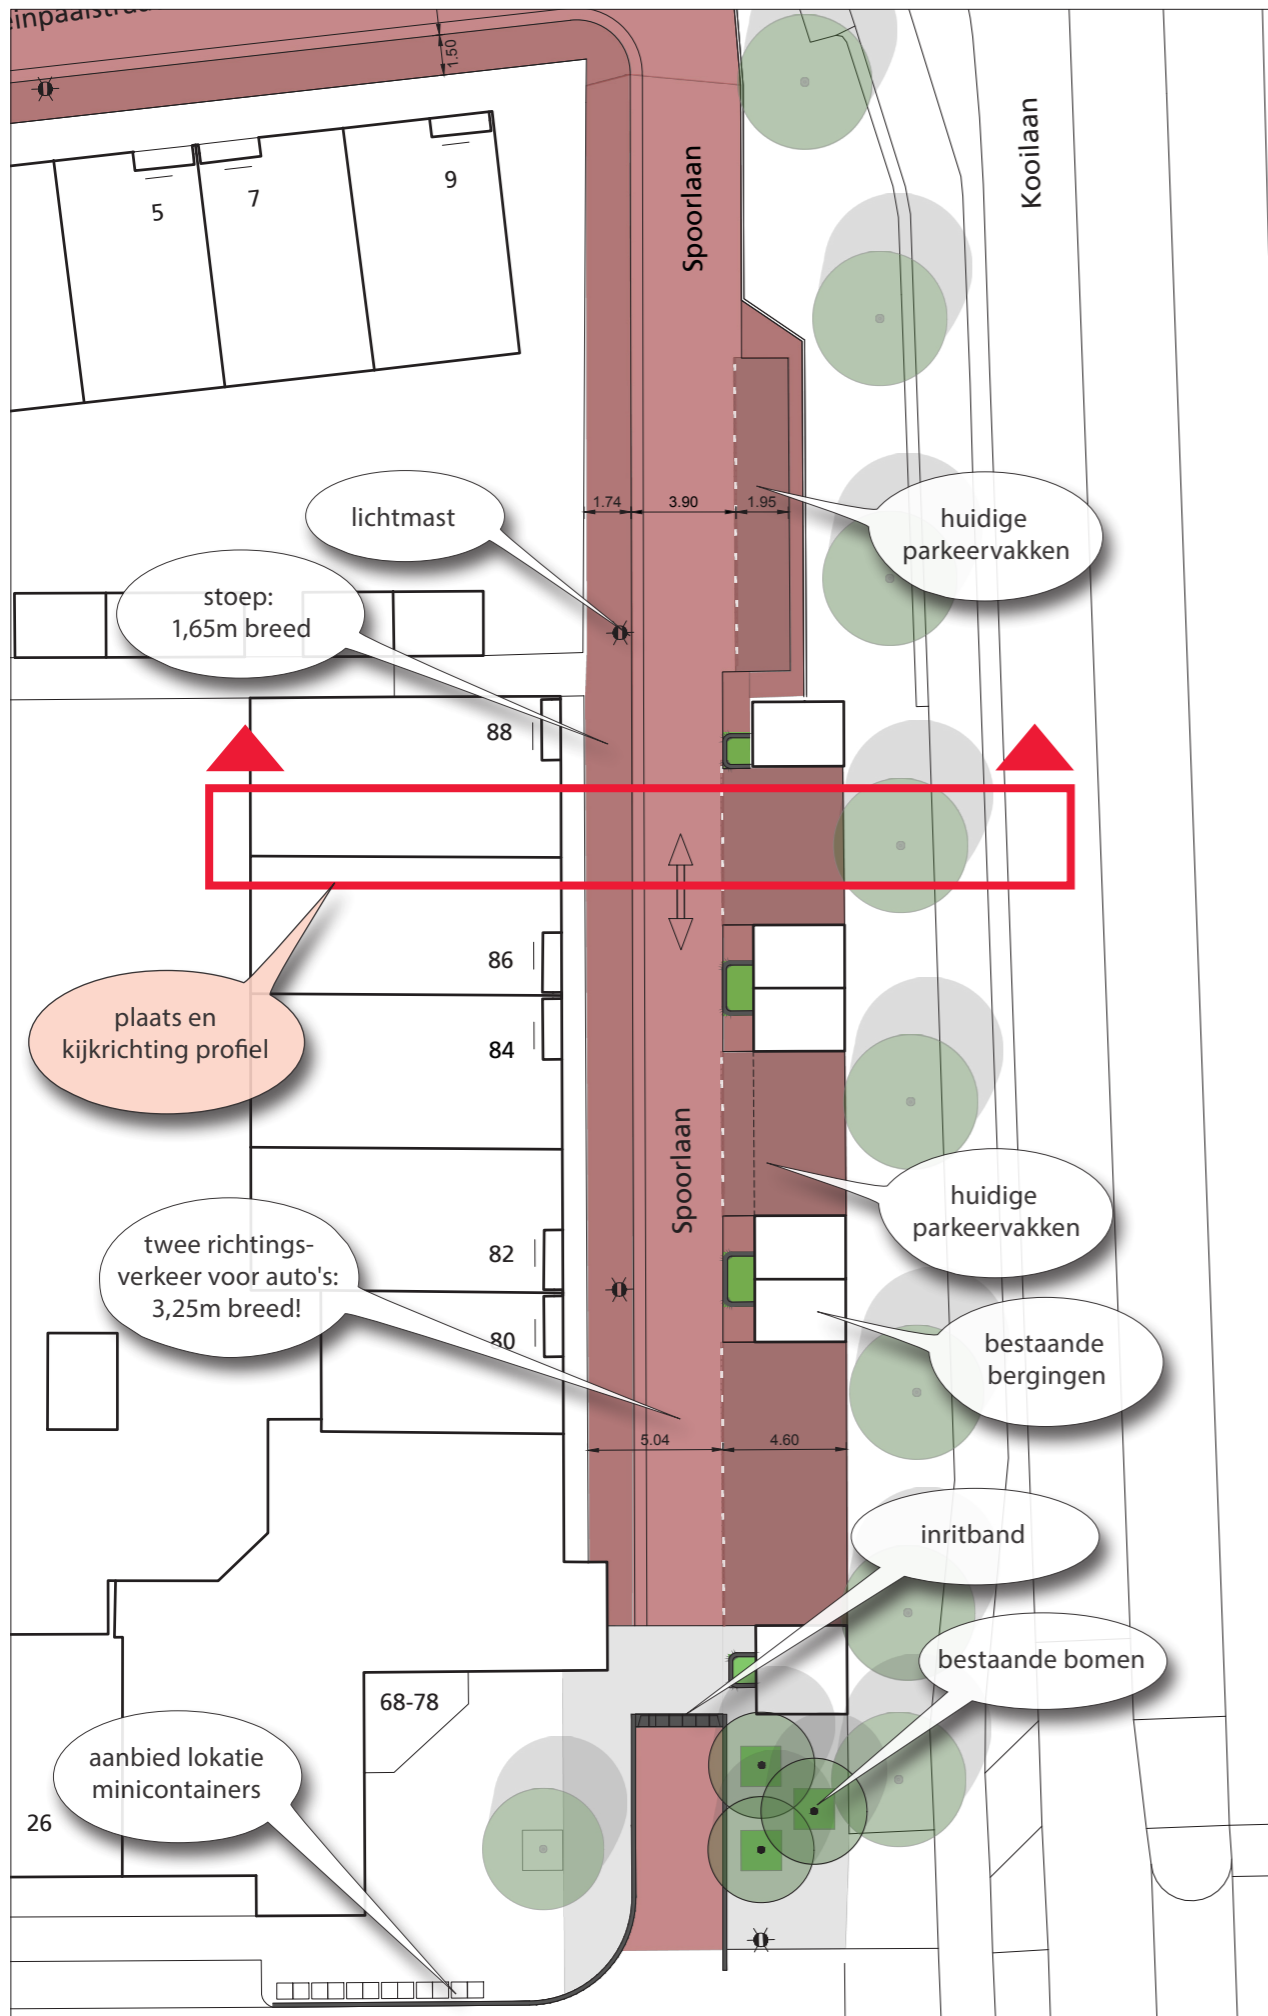 1.50
Spoorlaan
Kooilaan
5
7
9
lichtmast
1.74
3.90
1.95
huidige
parkeervakken
stoep:
1,65m breed
88
86
plaats en
kijkrichting profiel
84
Spoorlaan
huidige
parkeervakken
twee richtings-
verkeer voor auto's:
3,25m breed!
82
80
bestaande
bergingen
5.04
4.60
inritband
bestaande bomen
68-78
aanbied lokatie
minicontainers
26